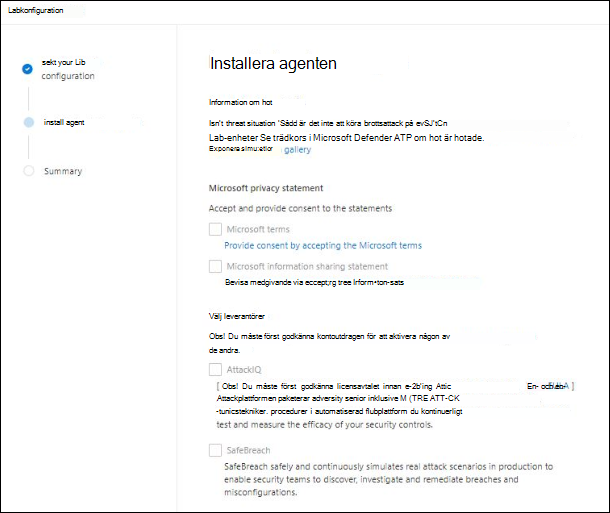 Labkonfiguration
sekt your Lib
configuration
install agent
Summary
Installera agenten
Information om hot
Isn't threat situation "Sådd är det inte att köra brottsattack på evSJ'tCn
Lab-enheter Se trädkors i Microsoft Defender ATP om hot är hotade.
Exponera simu:etior gallery
Microsoft privacy statement
Accept and provide consent to the statements
Microsoft terms
Provide consent by accepting the Microsoft terms
Microsoft information sharing statement
Bevisa medgivande via eccept;rg tree Inform•ton-sats
Välj leverantörer
Obs! Du måste först godkänna kontoutdragen för att aktivera någon av
de andra.
AttackIQ
[ Obs! Du måste först godkänna licensavtalet innan e-2b'ing Attic En- ]
Attackplattformen paketerar adversity senior inklusive M (TRE ATT-CK
-tunicstekniker. procedurer i automatiserad flubplattform du kontinuerligt
test and measure the efficacy of your security controls.
SafeBreach
SafeBreach safely and continuously simulates real attack scenarios in production to
enable security teams to discover, investigate and remediate breaches and
misconfigurations.